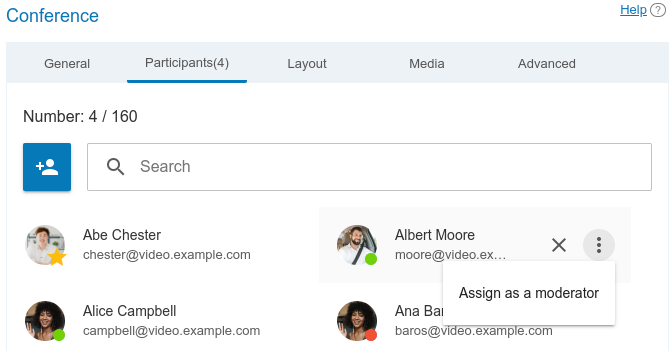 Conference
Help ?
General Participants(4) Layout Media Advanced
Number: 4 / 160
Search
Abe Chester
chester@video.example.com
Albert Moore
moore@video.ex...
Assign as a moderator
Alice Campbell
campbell@video.example.com
Ana Bar
baros@video.example.com